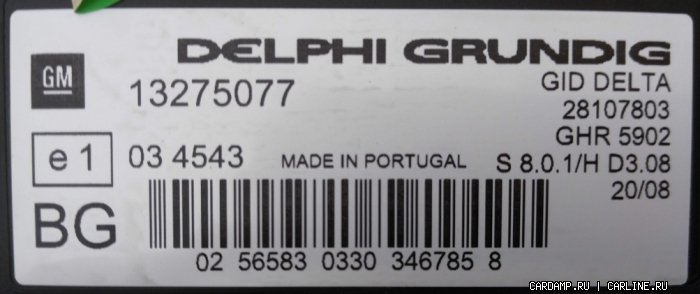 DELPHI GRUNDIG
GM
13275077
GID DELTA
28107803
GHR 5902
e 1
03 4543
MADE IN PORTUGAL
S 8.0.1/H D3.08
20/08
BG
02 56583 0330 346785 8
CARDAMP.RU | CARLINE.RU